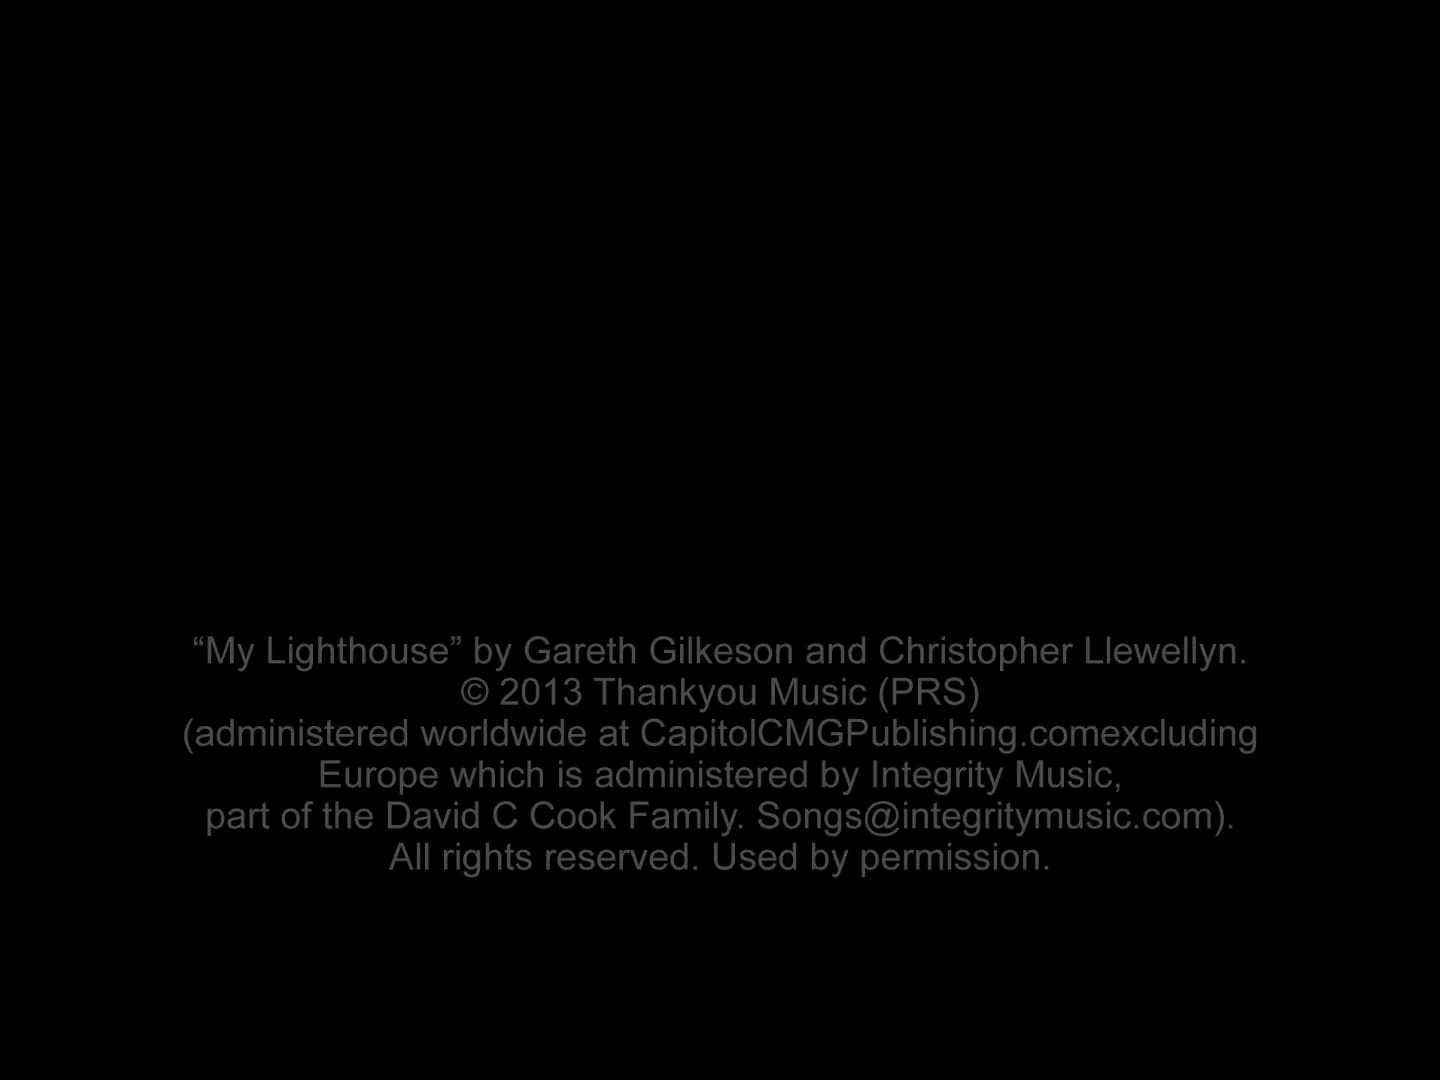 “My Lighthouse” by Gareth Gilkeson and Christopher Llewellyn.
© 2013 Thankyou Music (PRS)
(administered worldwide at CapitolCMGPublishing.comexcluding
Europe which is administered by Integrity Music,
part of the David C Cook Family. Songs@integritymusic.com).
All rights reserved. Used by permission.